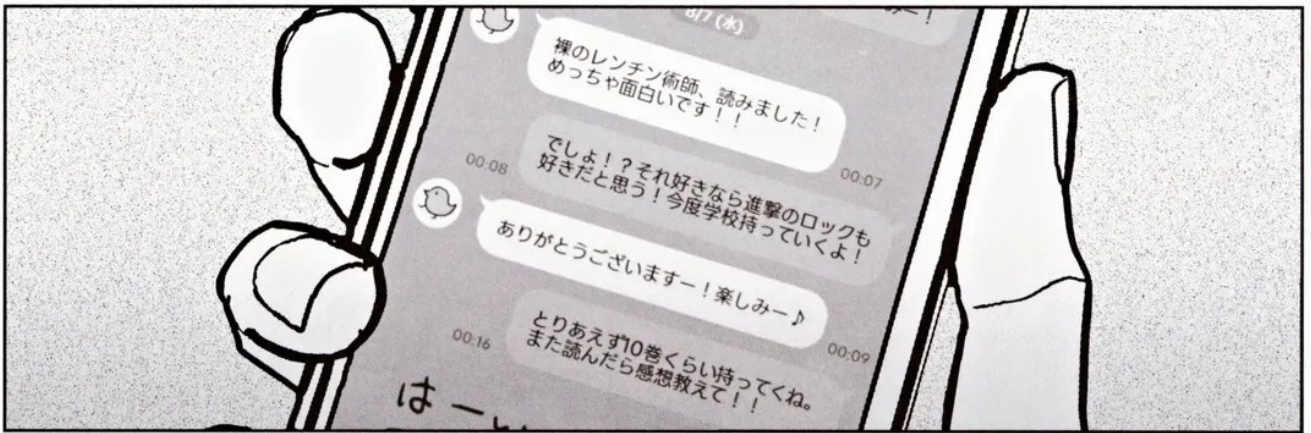 8/7(水)
裸のレンチン術師、読みました!
めっちゃ面白いです!!
00:07
でしょ!?それ好きなら進撃のロックも
好きだと思う!今度学校持っていくよ!
00:08
ありがとうございますー!楽しみー♪
00:09
とりあえず10巻くらい持ってくね。
また読んだら感想教えて!!
00:16
はーい